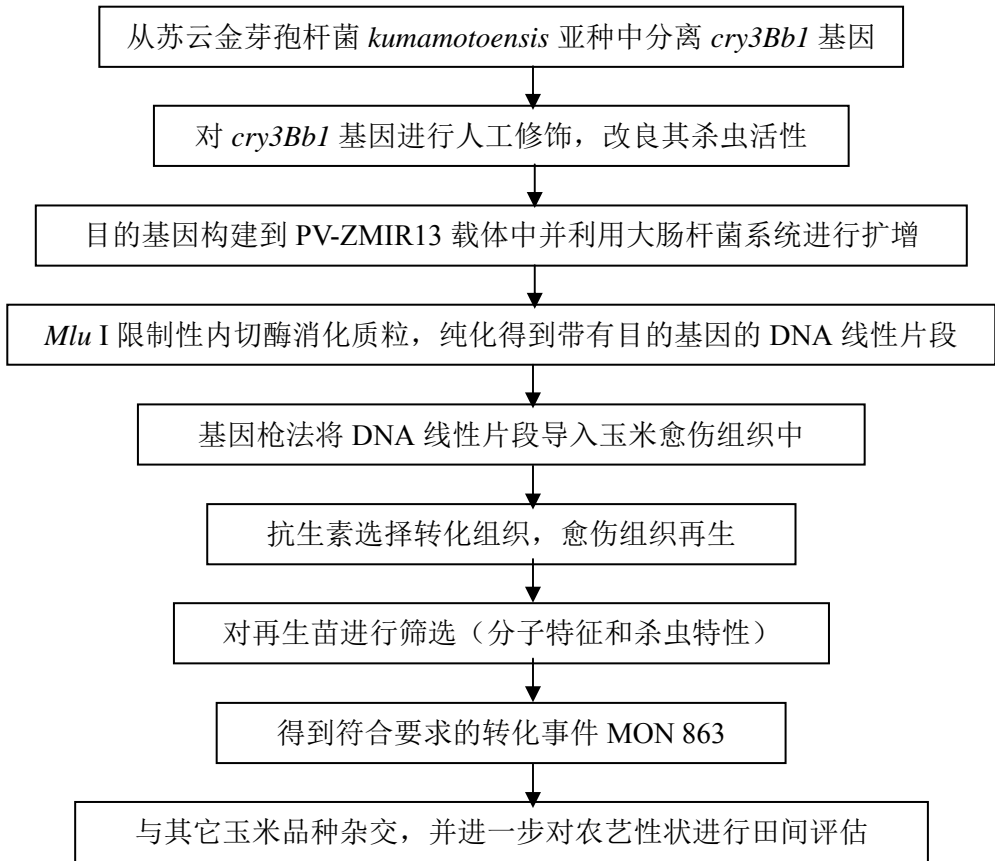 从苏云金芽孢杆菌 kumamotoensis 亚种中分离 cry3Bb1 基因
对 cry3Bb1 基因进行人工修饰，改良其杀虫活性
目的基因构建到 PV-ZMIR13 载体中并利用大肠杆菌系统进行扩增
Mlu I 限制性内切酶消化质粒，纯化得到带有目的基因的 DNA 线性片段
基因枪法将 DNA 线性片段导入玉米愈伤组织中
抗生素选择转化组织，愈伤组织再生
对再生苗进行筛选（分子特征和杀虫特性）
得到符合要求的转化事件 MON 863
与其它玉米品种杂交，并进一步对农艺性状进行田间评估